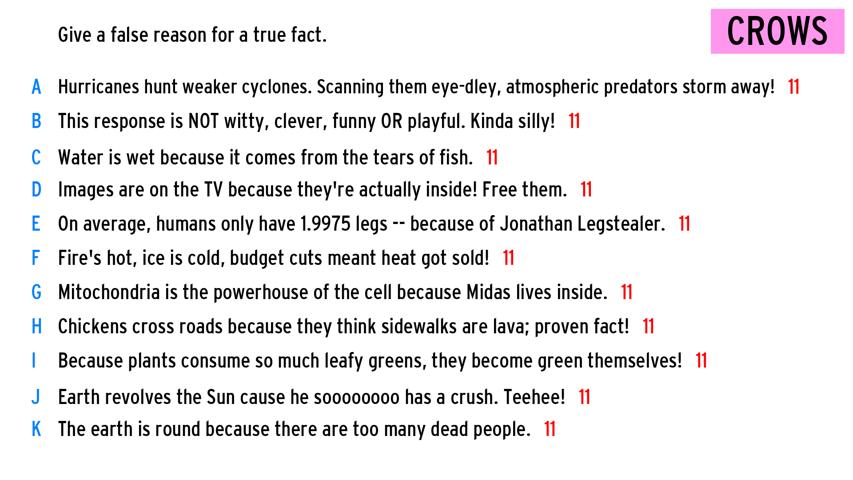 Give a false reason for a true fact.
CROWS
A Hurricanes hunt weaker cyclones. Scanning them eye-dley, atmospheric predators storm away! 11
B This response is NOT witty, clever, funny OR playful. Kinda silly! 11
C Water is wet because it comes from the tears of fish. 11
D Images are on the TV because they're actually inside! Free them. 11
E On average, humans only have 1.9975 legs -- because of Jonathan Legstealer. 11
F Fire's hot, ice is cold, budget cuts meant heat got sold! 11
G Mitochondria is the powerhouse of the cell because Midas lives inside. 11
H Chickens cross roads because they think sidewalks are lava; proven fact! 11
I Because plants consume so much leafy greens, they become green themselves! 11
J Earth revolves the Sun cause he soooooooo has a crush. Teehee! 11
K The earth is round because there are too many dead people. 11